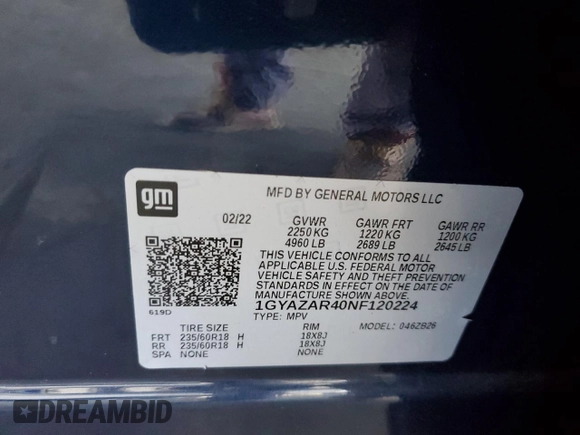 gm
MFD BY GENERAL MOTORS LLC
02/22 GVWR GAWR FRT GAWR RR
2250 KG 1220 KG 1200 KG
4960 LB 2689 LB 2645 LB
THIS VEHICLE CONFORMS TO ALL
APPLICABLE U.S. FEDERAL MOTOR
VEHICLE SAFETY AND THEFT PREVENTION
STANDARDS IN EFFECT ON THE DATE
OF MANUFACTURE SHOWN ABOVE.
619D 1GYAZAR40NF120224
TYPE: MPV MODEL: 0462B26
TIRE SIZE RIM
FRT 235/60R18 H 18X8J
RR 235/60R18 H 18X8J
SPA NONE NONE
DREAMBID